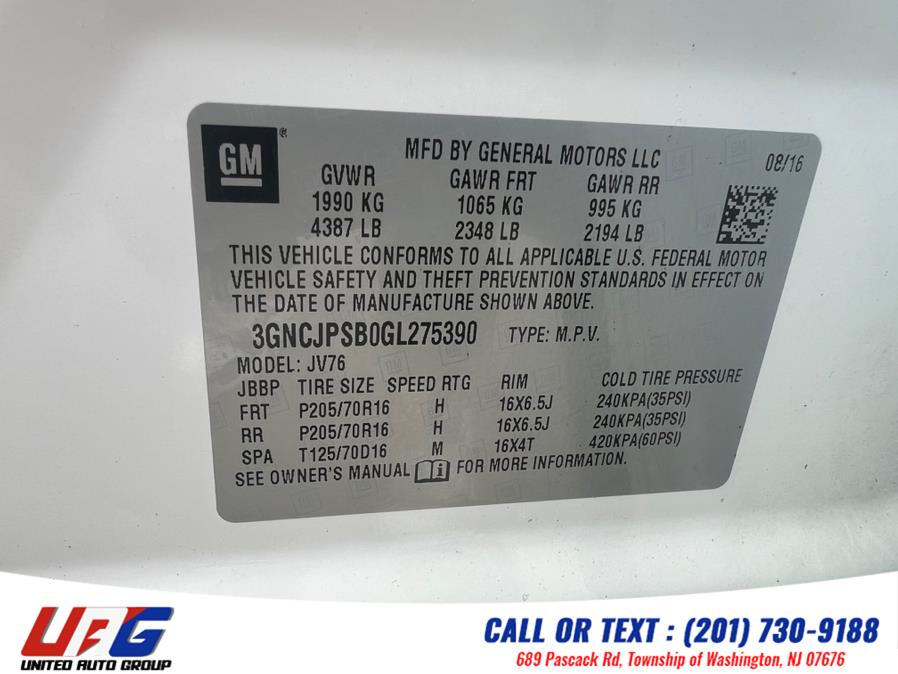 GM
MFD BY GENERAL MOTORS LLC 08/16
GVWR GAWR FRT GAWR RR
1990 KG 1065 KG 995 KG
4387 LB 2348 LB 2194 LB
THIS VEHICLE CONFORMS TO ALL APPLICABLE U.S. FEDERAL MOTOR
VEHICLE SAFETY AND THEFT PREVENTION STANDARDS IN EFFECT ON
THE DATE OF MANUFACTURE SHOWN ABOVE.
3GNCJPSB0GL275390 TYPE: M.P.V.
MODEL: JV76
JBBP TIRE SIZE SPEED RTG RIM COLD TIRE PRESSURE
FRT P205/70R16 H 16X6.5J 240KPA(35PSI)
RR P205/70R16 H 16X6.5J 240KPA(35PSI)
SPA T125/70D16 M 16X4T 420KPA(60PSI)
SEE OWNER'S MANUAL FOR MORE INFORMATION.
UAG
UNITED AUTO GROUP
CALL OR TEXT : (201) 730-9188
689 Pascack Rd, Township of Washington, NJ 07676